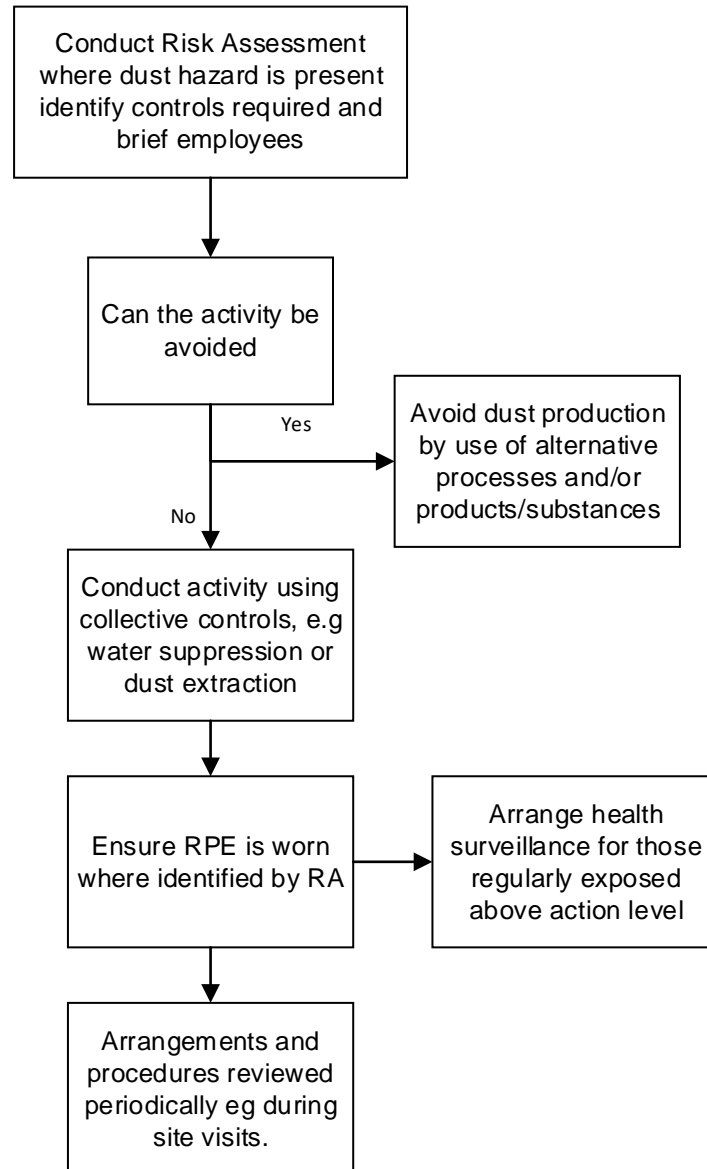 Conduct Risk Assessment
where dust hazard is present
identify controls required and
brief employees
Can the activity be
avoided
Yes
Avoid dust production
by use of alternative
processes and/or
products/substances
No
Conduct activity using
collective controls, e.g
water suppression or
dust extraction
Ensure RPE is worn
where identified by RA
Arrange health
surveillance for those
regularly exposed
above action level
Arrangements and
procedures reviewed
periodically eg during
site visits.